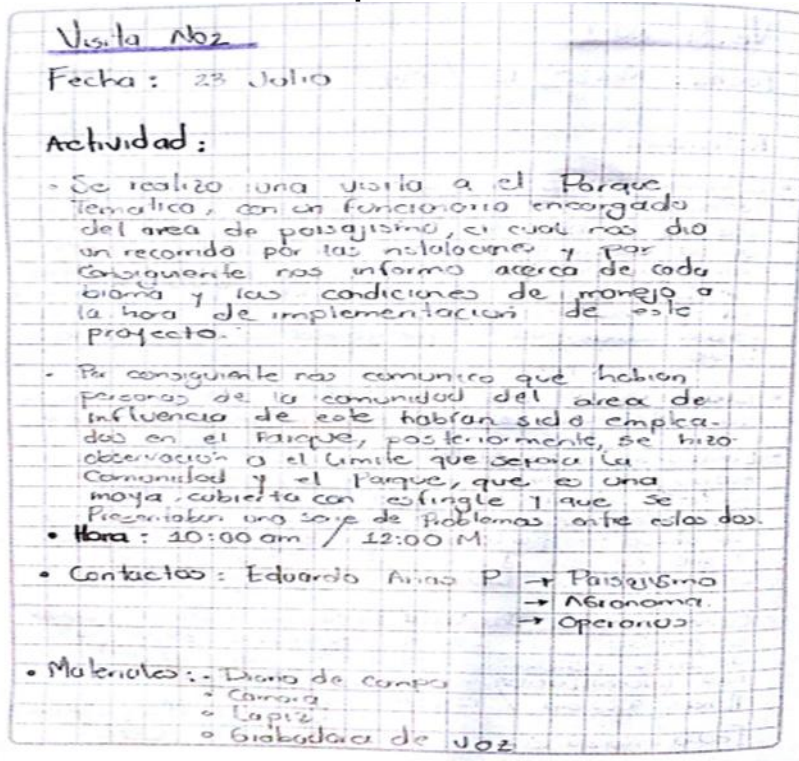 Visita No2
Fecha: 23 Julio
Actividad:
- Se realizo una visita a el Parque
Tematico, con un funcionario encargado
del area de paisajismo, el cual nos dio
un recorrido por las instalaciones y por
consiguiente nos informo acerca de cada
bioma y las condiciones de manejo a
la hora de implementacion de este
proyecto.
- Por consiguiente nos comunico que habian
personas de la comunidad del area de
influencia de este habian sido emplea-
dos en el Parque, posteriormente, se hizo
observación a el limite que separa la
Comunidad y el Parque, que es una
maya cubierta con esfingle y que se
Presentaban una serie de Problemas entre estos dos.
• Hora: 10:00 am / 12:00 M
• Contactos: Eduardo Arias P → Paisajismo
→ Agronoma
→ Operarios
• Materiales: - Diario de campo
• Camara
• Lapiz
• Grabadora de voz